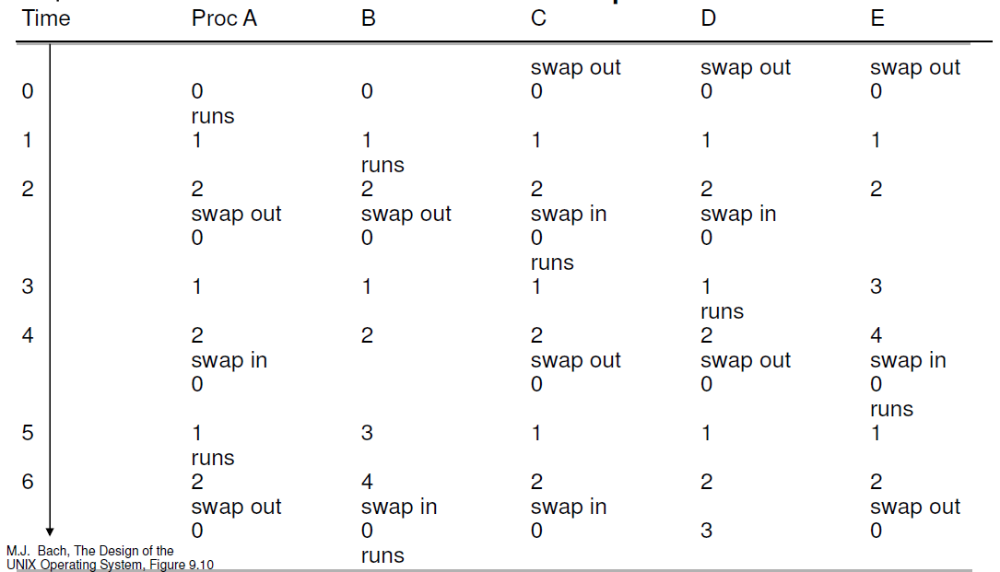 Time Proc A B C D E
swap out swap out swap out
0 0 0 0 0 0
runs
1 1 1 1 1 1
runs
2 2 2 2 2 2
swap out swap out swap in swap in
0 0 0 0
runs
3 1 1 1 1 3
runs
4 2 2 2 2 4
swap in swap out swap out swap in
0 0 0 0
runs
5 1 3 1 1 1
runs
6 2 4 2 2 2
swap out swap in swap in swap out
0 0 0 3 0
runs
M.J. Bach, The Design of the
UNIX Operating System, Figure 9.10